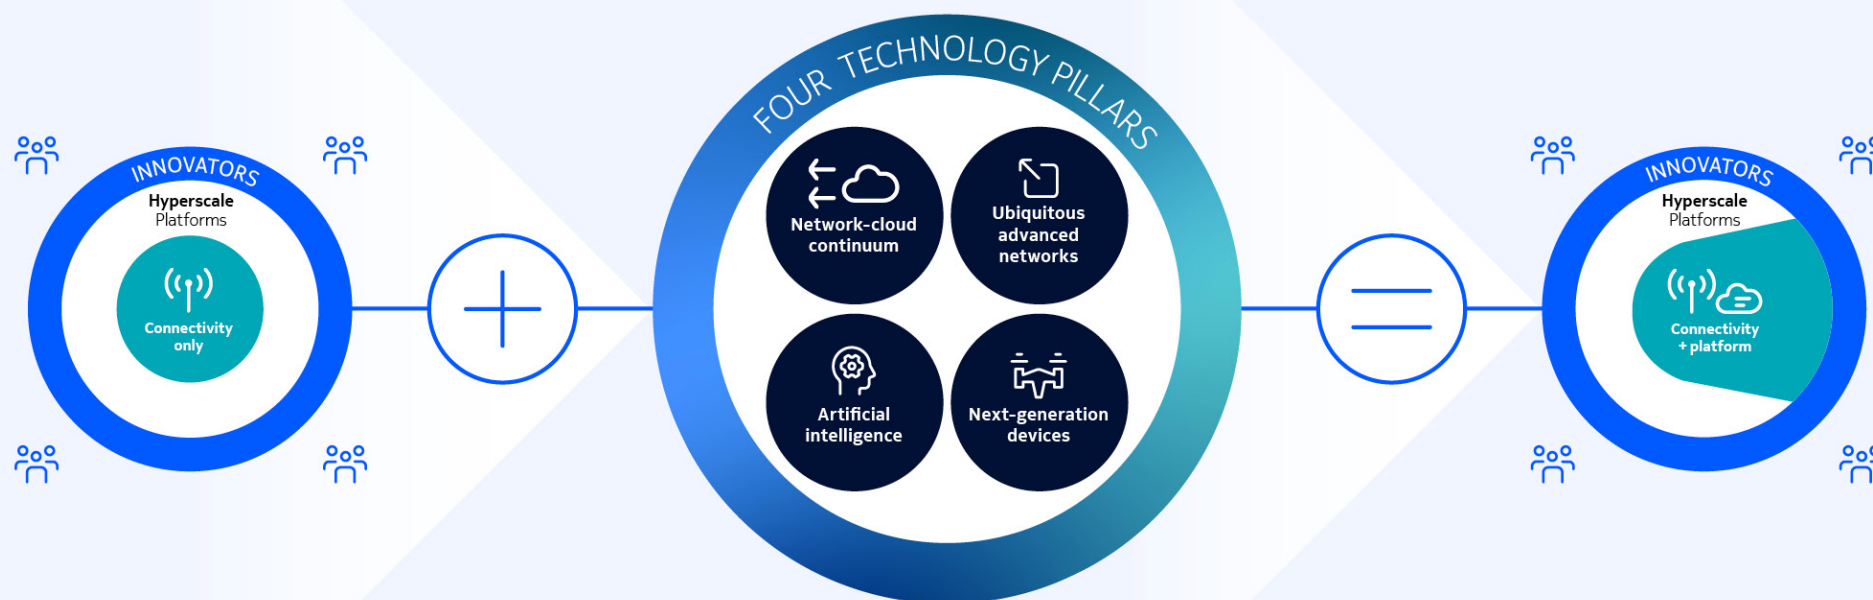 INNOVATORS
Hyperscale
Platforms
Connectivity
only
FOUR TECHNOLOGY PILLARS
Network-cloud
continuum
Ubiquitous
advanced
networks
Artificial
intelligence
Next-generation
devices
INNOVATORS
Hyperscale
Platforms
Connectivity
+ platform